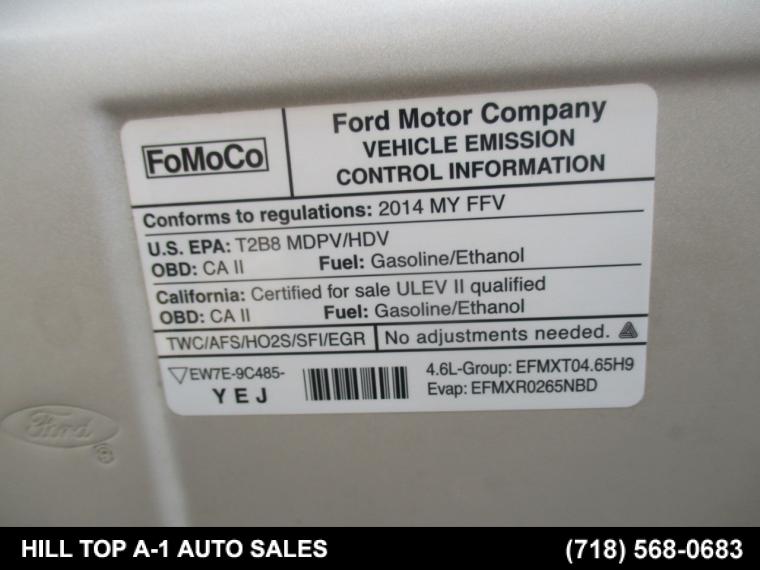 FoMoCo
Ford Motor Company
VEHICLE EMISSION
CONTROL INFORMATION
Conforms to regulations: 2014 MY FFV
U.S. EPA: T2B8 MDPV/HDV
OBD: CA II Fuel: Gasoline/Ethanol
California: Certified for sale ULEV II qualified
OBD: CA II Fuel: Gasoline/Ethanol
TWC/AFS/HO2S/SFI/EGR No adjustments needed.
EW7E-9C485-
YEJ
4.6L-Group: EFMXT04.65H9
Evap: EFMXR0265NBD
Ford
HILL TOP A-1 AUTO SALES (718) 568-0683